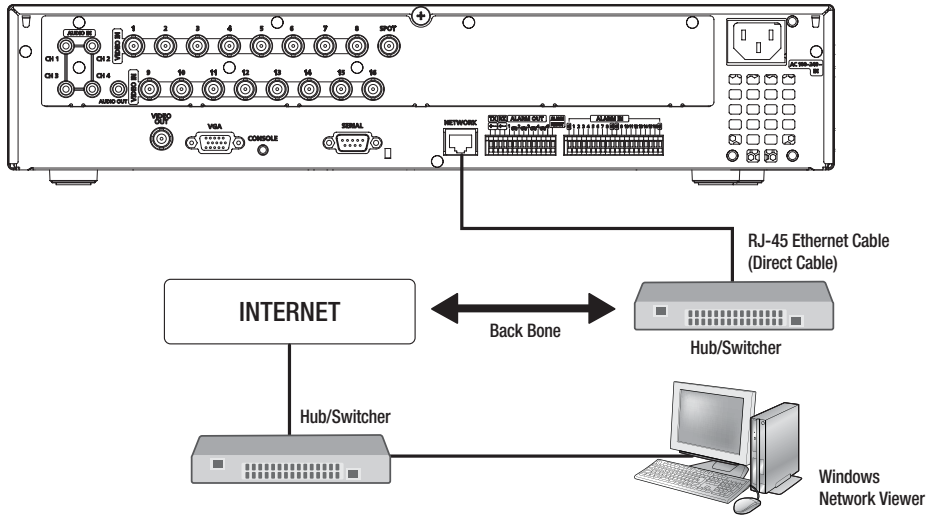 AUDIO IN
CH 1
CH 2
CH 3
CH 4
AUDIO OUT
VIDEO IN
1 2 3 4 5 6 7 8 SPOT
VIDEO IN
9 10 11 12 13 14 15 16
VIDEO OUT
VGA
CONSOLE
SERIAL
NETWORK
ALARM OUT
ALARM IN
RJ-45 Ethernet Cable
(Direct Cable)
INTERNET
Back Bone
Hub/Switcher
Hub/Switcher
Windows
Network Viewer